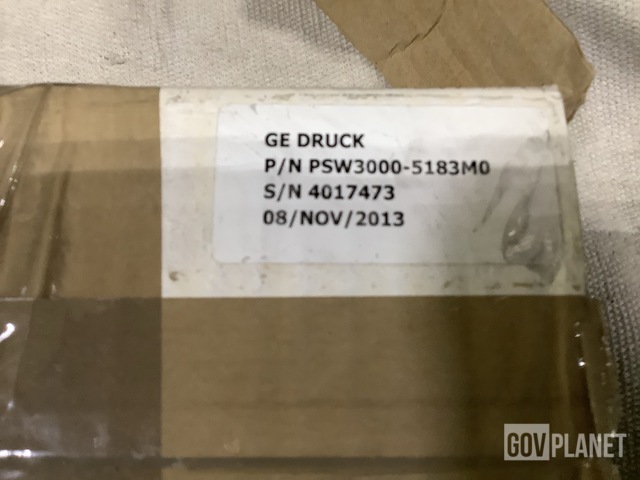 GE DRUCK
P/N PSW3000-5183M0
S/N 4017473
08/NOV/2013
GOVPLANET